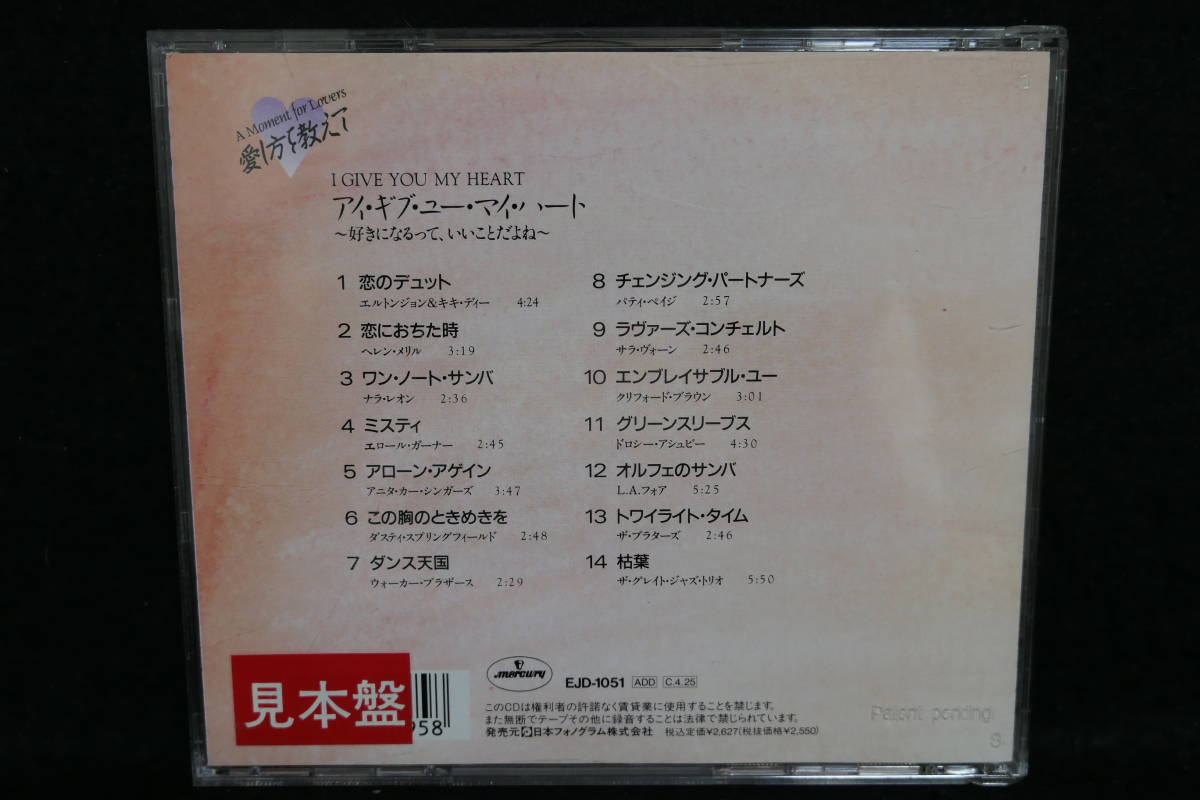 A Moment for Lovers
愛し方を教えて
I GIVE YOU MY HEART
アイ・ギブ・ユー・マイ・ハート
〜好きになるって、いいことだよね〜
1 恋のデュット
エルトンジョン&キキ・ディー 4:24
2 恋におちた時
ヘレン・メリル 3:19
3 ワン・ノート・サンバ
ナラ・レオン 2:36
4 ミスティ
エロール・ガーナー 2:45
5 アローン・アゲイン
アニタ・カー・シンガーズ 3:47
6 この胸のときめきを
ダスティ・スプリングフィールド 2:48
7 ダンス天国
ウォーカー・ブラザース 2:29
8 チェンジング・パートナーズ
パティ・ペイジ 2:57
9 ラヴァーズ・コンチェルト
サラ・ヴォーン 2:46
10 エンブレイサブル・ユー
クリフォード・ブラウン 3:01
11 グリーンスリーブス
ドロシー・アシュビー 4:30
12 オルフェのサンバ
L.A.フォア 5:25
13 トワイライト・タイム
ザ・プラターズ 2:46
14 枯葉
ザ・グレイト・ジャズ・トリオ 5:50
見本盤
958
mercury
EJD-1051 ADD C.4.25
このCDは権利者の許諾なく賃貸業に使用することを禁じます。
また無断でテープその他に録音することは法律で禁じられています。
発売元 日本フォノグラム株式会社 税込定価¥2,627(税抜価格¥2,550)
Patent pending
S